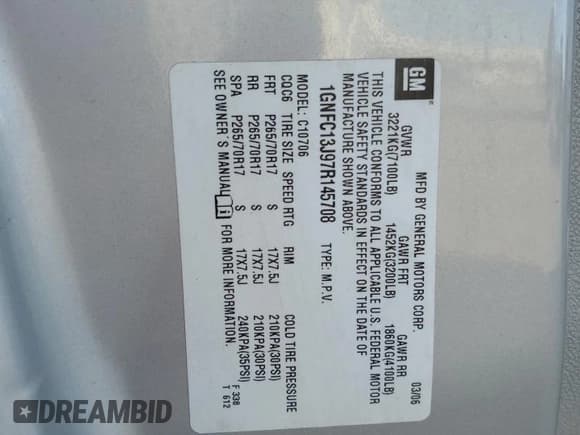 GM
MFD BY GENERAL MOTORS CORP. 03/06
GVWR GAWR FRT GAWR RR
3221KG(7100LB) 1452KG(3200LB) 1860KG(4100LB)
THIS VEHICLE CONFORMS TO ALL APPLICABLE U.S. FEDERAL MOTOR
VEHICLE SAFETY STANDARDS IN EFFECT ON THE DATE OF
MANUFACTURE SHOWN ABOVE.
1GNFC13J97R145708 TYPE: M.P.V.
MODEL: C10706
CQC6 TIRE SIZE SPEED RTG RIM COLD TIRE PRESSURE
FRT P265/70R17 S 17X7.5J 210KPA(30PSI)
RR P265/70R17 S 17X7.5J 210KPA(30PSI)
SPA P265/70R17 S 17X7.5J 240KPA(35PSI)
SEE OWNER'S MANUAL FOR MORE INFORMATION.
F 338
T 612
DREAMBID